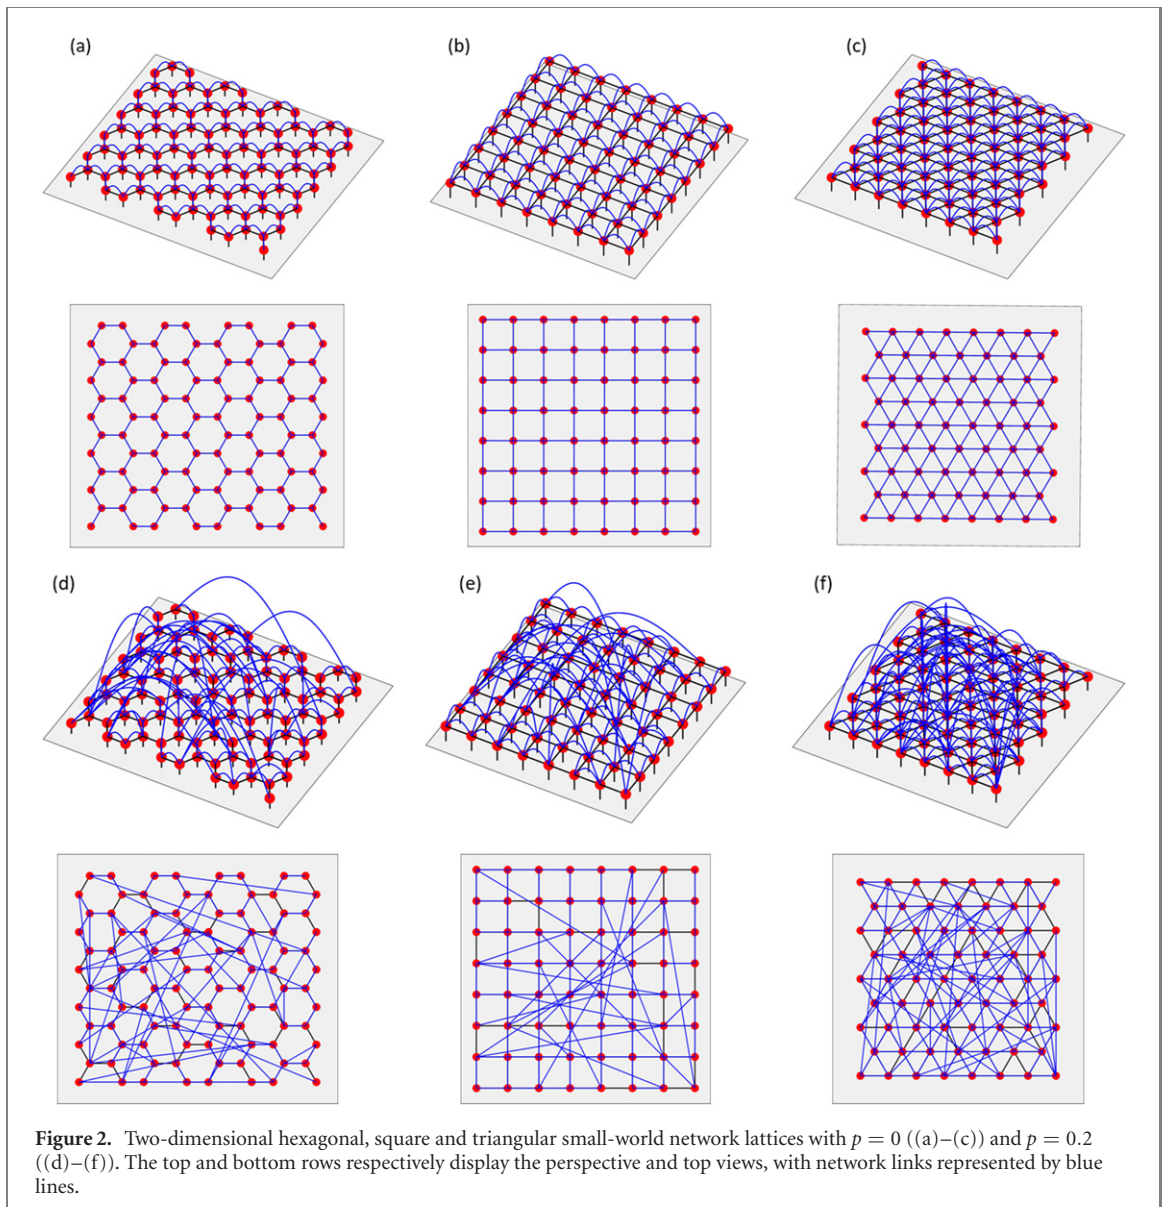 (a)
(b)
(c)
(d)
(e)
(f)
Figure 2. Two-dimensional hexagonal, square and triangular small-world network lattices with p = 0 ((a)–(c)) and p = 0.2
((d)–(f)). The top and bottom rows respectively display the perspective and top views, with network links represented by blue
lines.